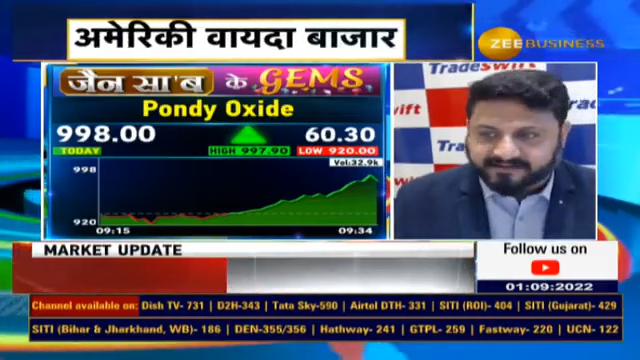 अमेरिकी वायदा बाजार
ZEE BUSINESS
जैन सा'ब के GEMS
Pondy Oxide
998.00
60.30
TODAY
HIGH 997.90
LOW 920.00
Vol:32.9k
998
920
09:15
09:34
TradeSwift
Swift
Trad
MARKET UPDATE
Follow us on
01:09:2022
Channel available on: Dish TV- 731 | D2H-343 | Tata Sky-590 | Airtel DTH- 331 | SITI (ROI)- 404 | SITI (Gujarat)- 429
SITI (Bihar & Jharkhand, WB)- 186 | DEN-355/356 | Hathway- 241 | GTPL- 259 | Fastway- 220 | UCN- 122